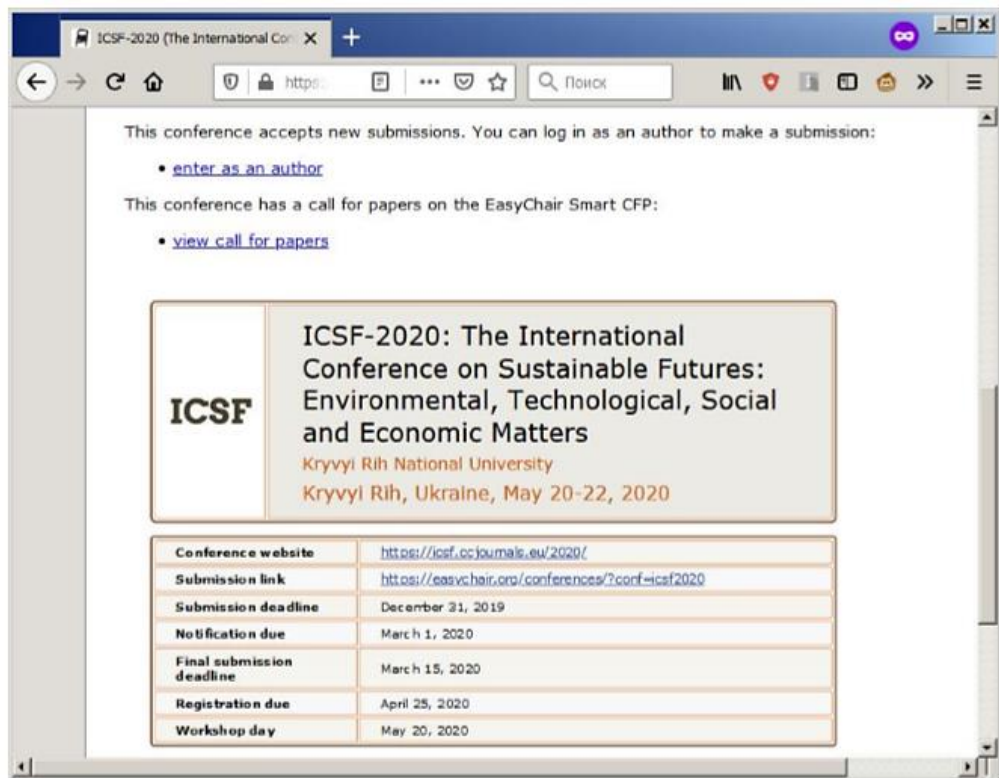 ICSF-2020 (The International Con
https:
Поиск
This conference accepts new submissions. You can log in as an author to make a submission:
• enter as an author
This conference has a call for papers on the EasyChair Smart CFP:
• view call for papers
ICSF
ICSF-2020: The International
Conference on Sustainable Futures:
Environmental, Technological, Social
and Economic Matters
Kryvyi Rih National University
Kryvyi Rih, Ukraine, May 20-22, 2020
Conference website https://icsf.ccjournals.eu/2020/
Submission link https://easychair.org/conferences/?conf=icsf2020
Submission deadline December 31, 2019
Notification due March 1, 2020
Final submission
deadline March 15, 2020
Registration due April 25, 2020
Workshop day May 20, 2020